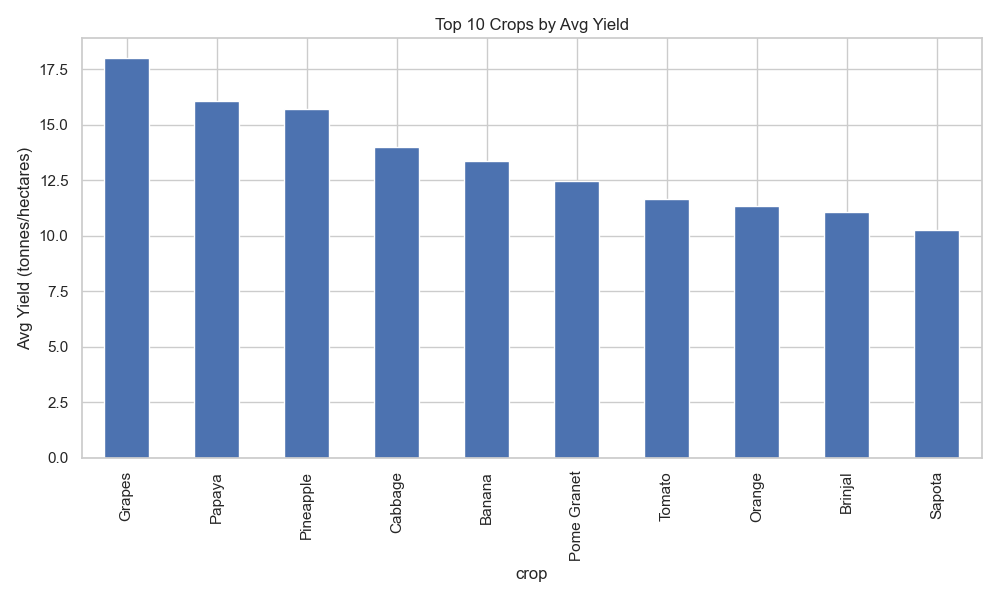 Top 10 Crops by Avg Yield
Avg Yield (tonnes/hectares)
17.5
15.0
12.5
10.0
7.5
5.0
2.5
0.0
Grapes
Papaya
Pineapple
Cabbage
Banana
Pome Granet
Tomato
Orange
Brinjal
Sapota
crop